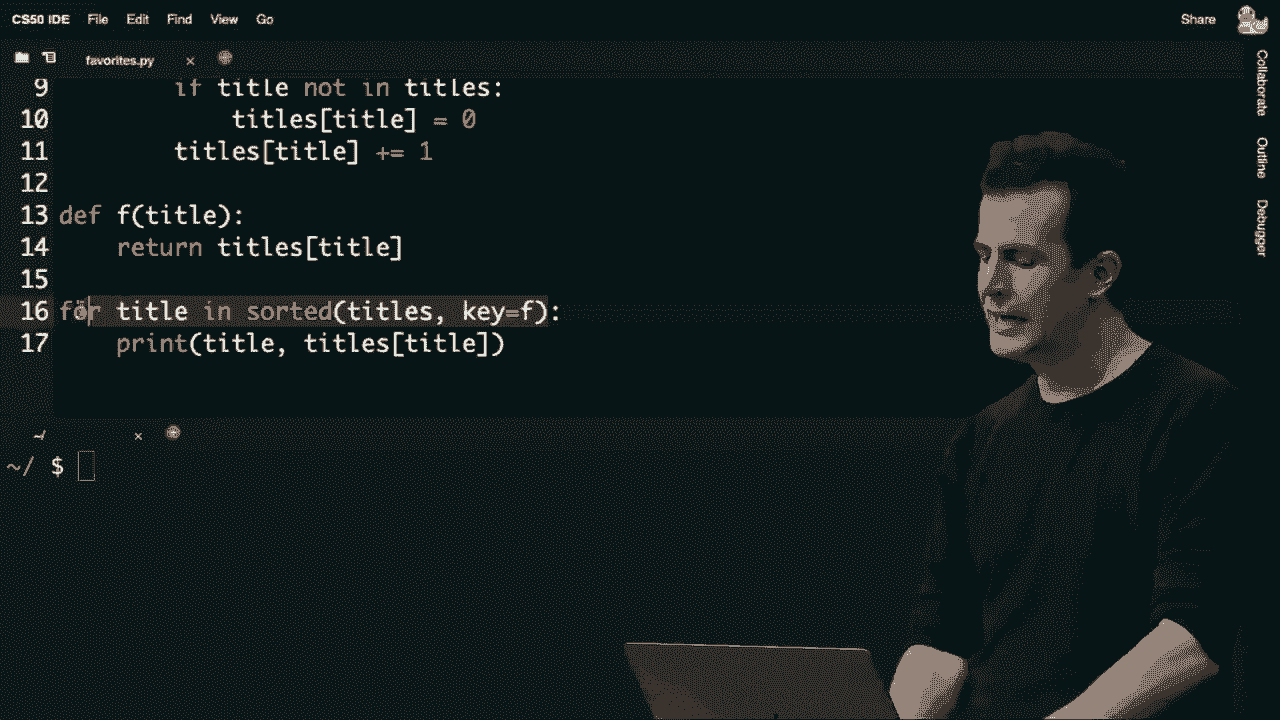 CS50 IDE File Edit Find View Go Share
favorites.py ×
9 if title not in titles:
10 titles[title] = 0
11 titles[title] += 1
12
13 def f(title):
14 return titles[title]
15
16 for title in sorted(titles, key=f):
17 print(title, titles[title])
~/ ×
~/ $
Collaborate
Outline
Debugger